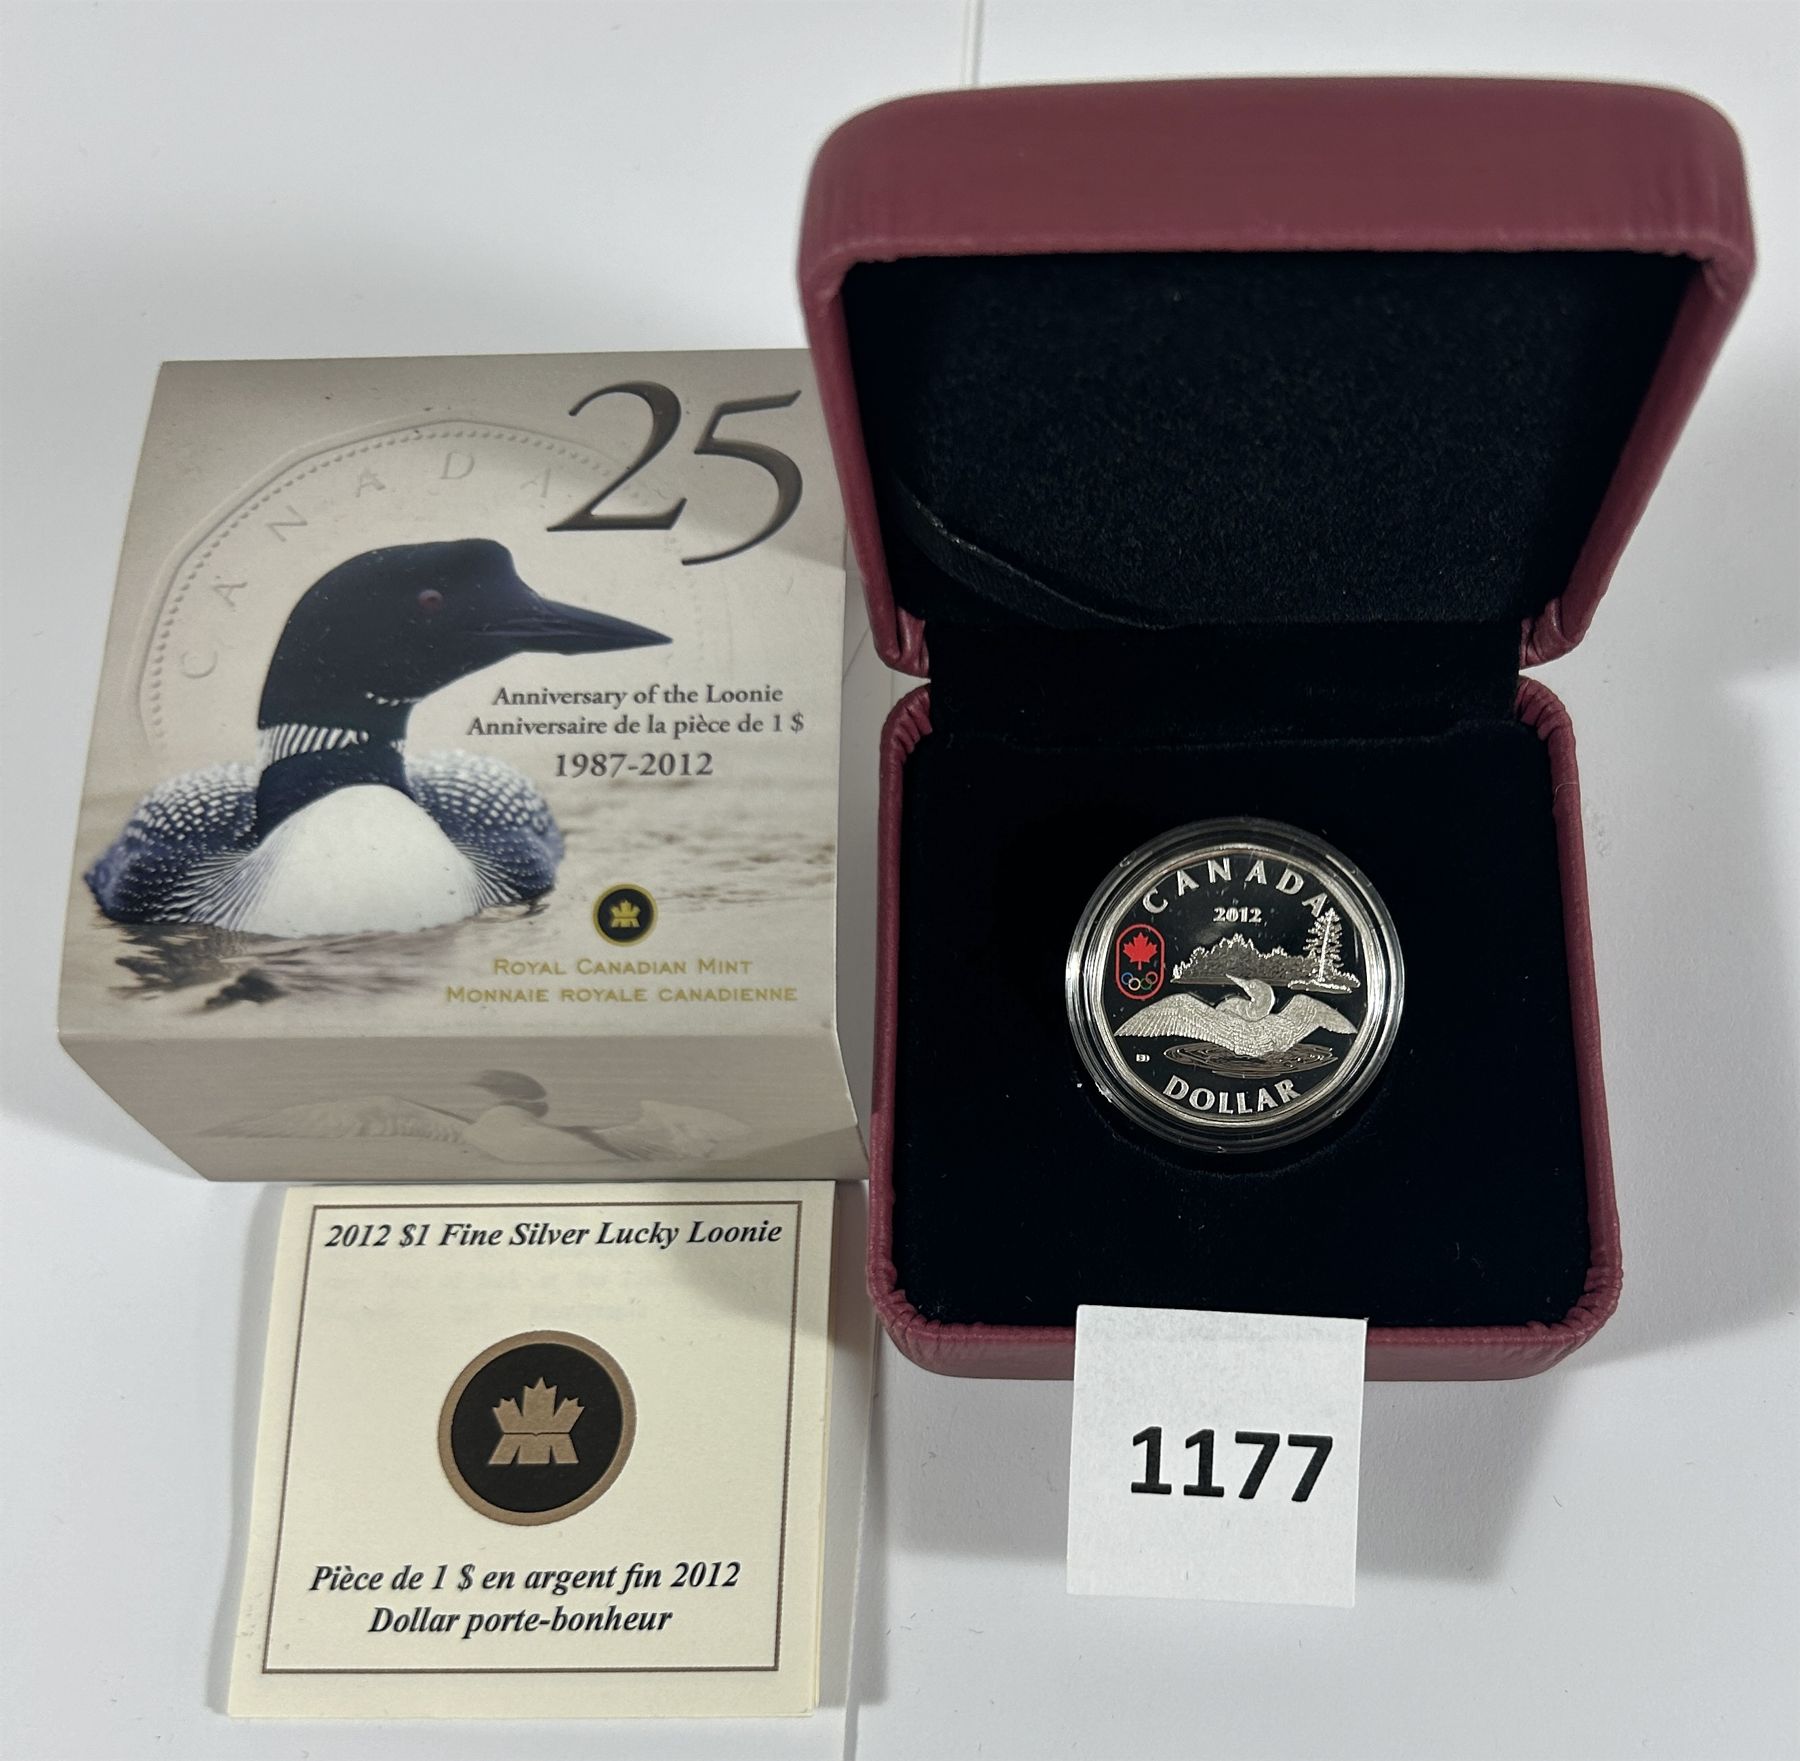 25
CANADA
Anniversary of the Loonie
Anniversaire de la pièce de 1 $
1987-2012
ROYAL CANADIAN MINT
MONNAIE ROYALE CANADIENNE
CANADA
2012
DOLLAR
2012 $1 Fine Silver Lucky Loonie
Pièce de 1 $ en argent fin 2012
Dollar porte-bonheur
1177